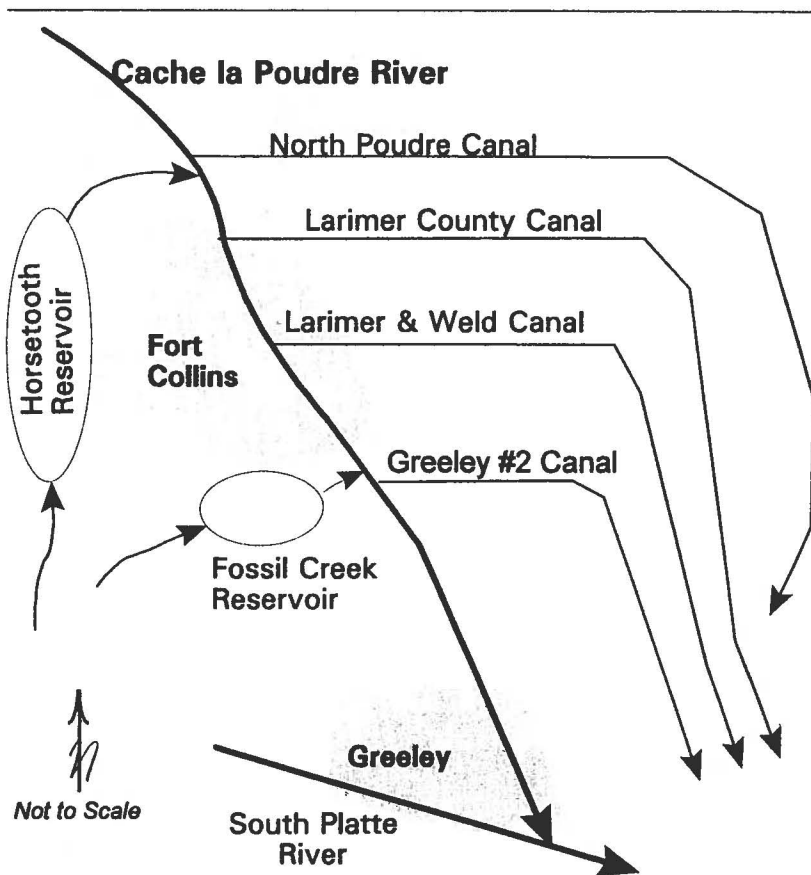 Cache la Poudre River
North Poudre Canal
Larimer County Canal
Horsetooth
Reservoir
Larimer & Weld Canal
Fort
Collins
Greeley #2 Canal
Fossil Creek
Reservoir
Greeley
Not to Scale
South Platte
River